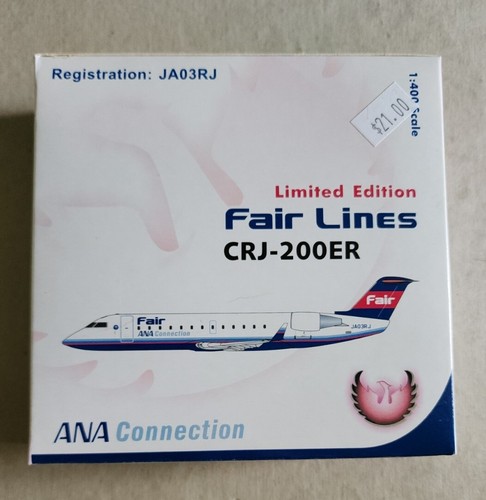 Registration: JA03RJ
1:400 Scale
$21.00
Limited Edition
Fair Lines
CRJ-200ER
Fair
Fair
ANA Connection
JA03RJ
ANA Connection